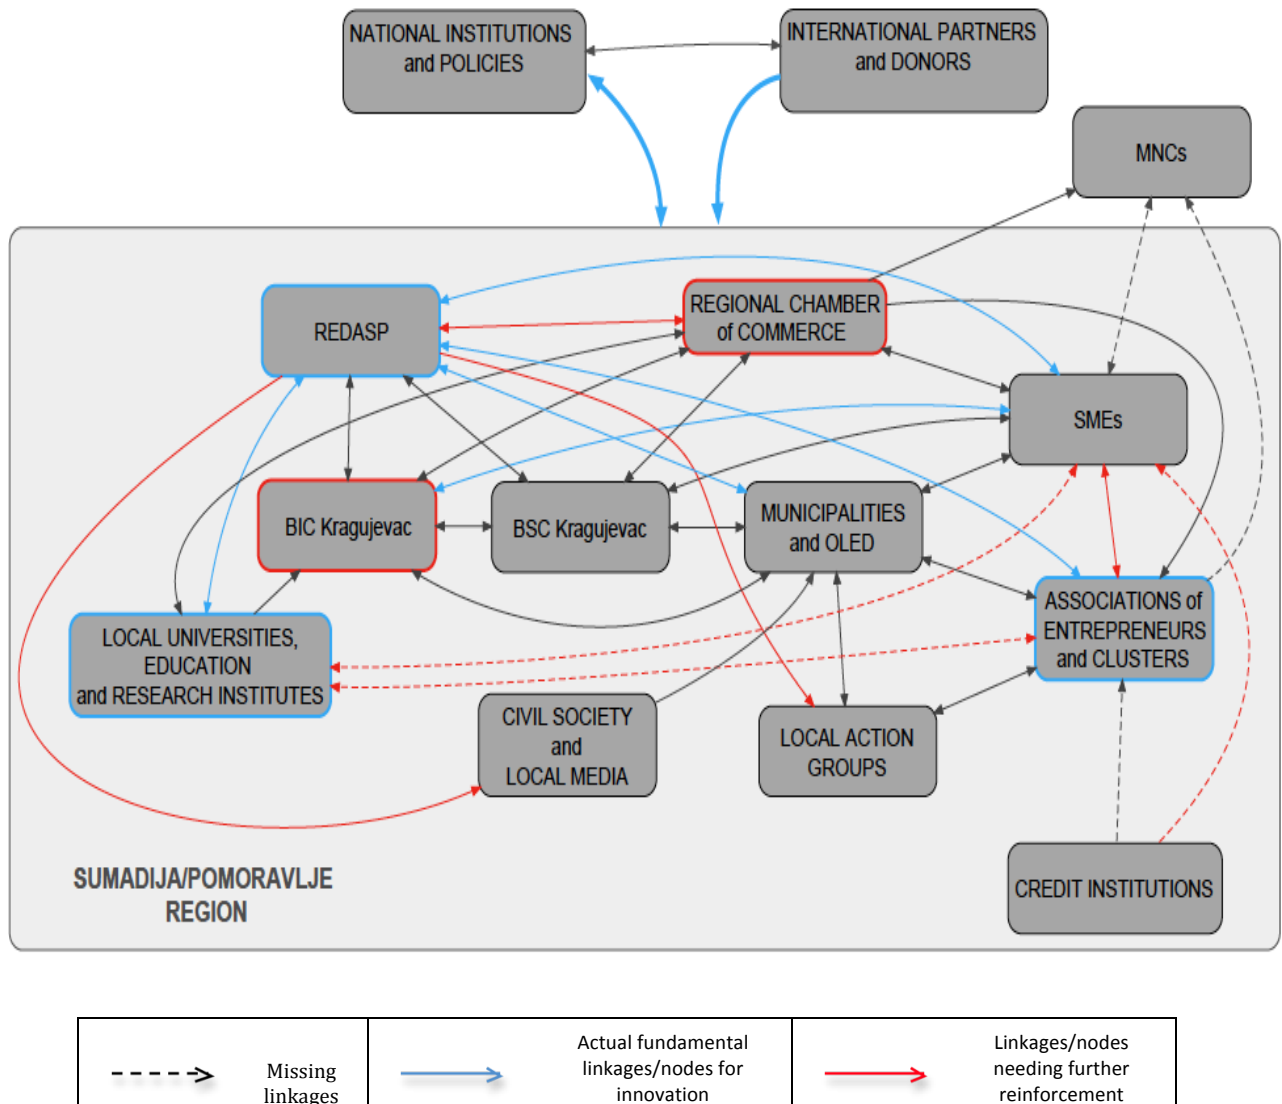 NATIONAL INSTITUTIONS
and POLICIES
INTERNATIONAL PARTNERS
and DONORS
MNCs
REDASP
REGIONAL CHAMBER
of COMMERCE
SMEs
BIC Kragujevac
BSC Kragujevac
MUNICIPALITIES
and OLED
LOCAL UNIVERSITIES,
EDUCATION
and RESEARCH INSTITUTES
ASSOCIATIONS of
ENTREPRENEURS
and CLUSTERS
CIVIL SOCIETY
and
LOCAL MEDIA
LOCAL ACTION
GROUPS
CREDIT INSTITUTIONS
SUMADIJA/POMORAVLJE
REGION
Missing
linkages
Actual fundamental
linkages/nodes for
innovation
Linkages/nodes
needing further
reinforcement